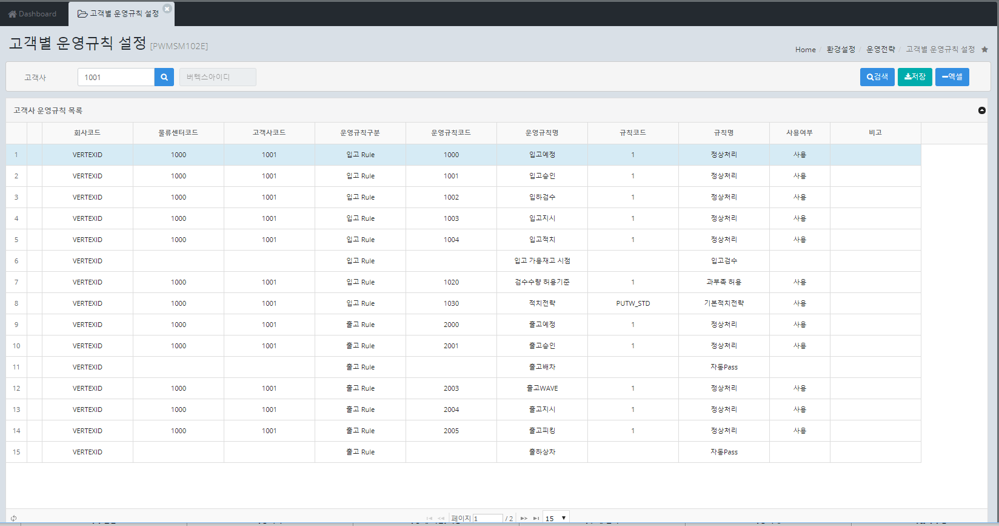 Dashboard 고객별 운영규칙 설정
고객별 운영규칙 설정 [PWMSM102E]
Home / 환경설정 / 운영전략 / 고객별 운영규칙 설정
고객사 1001 버텍스아이디 검색 저장 엑셀
고객사 운영규칙 목록
회사코드 물류센터코드 고객사코드 운영규칙구분 운영규칙코드 운영규칙명 규칙코드 규칙명 사용여부 비고
1 VERTEXID 1000 1001 입고 Rule 1000 입고예정 1 정상처리 사용
2 VERTEXID 1000 1001 입고 Rule 1001 입고승인 1 정상처리 사용
3 VERTEXID 1000 1001 입고 Rule 1002 입하검수 1 정상처리 사용
4 VERTEXID 1000 1001 입고 Rule 1003 입고지시 1 정상처리 사용
5 VERTEXID 1000 1001 입고 Rule 1004 입고적치 1 정상처리 사용
6 VERTEXID 입고 Rule 입고 가용재고 시점 입고검수
7 VERTEXID 1000 1001 입고 Rule 1020 검수수량 허용기준 1 과부족 허용 사용
8 VERTEXID 1000 1001 입고 Rule 1030 적치전략 PUTW_STD 기본적치전략 사용
9 VERTEXID 1000 1001 출고 Rule 2000 출고예정 1 정상처리 사용
10 VERTEXID 1000 1001 출고 Rule 2001 출고승인 1 정상처리 사용
11 VERTEXID 출고 Rule 출고배차 자동Pass
12 VERTEXID 1000 1001 출고 Rule 2003 출고WAVE 1 정상처리 사용
13 VERTEXID 1000 1001 출고 Rule 2004 출고지시 1 정상처리 사용
14 VERTEXID 1000 1001 출고 Rule 2005 출고피킹 1 정상처리 사용
15 VERTEXID 출고 Rule 출하상차 자동Pass
페이지 1 / 2 15